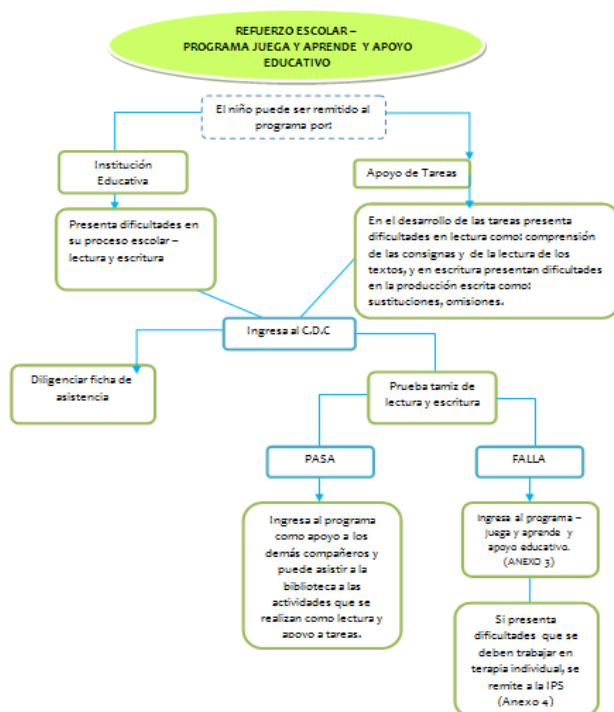 REFUERZO ESCOLAR –
PROGRAMA JUEGA Y APRENDE Y APOYO
EDUCATIVO
El niño puede ser remitido al
programa por:
Institución
Educativa
Apoyo de Tareas
Presenta dificultades en
su proceso escolar –
lectura y escritura
En el desarrollo de las tareas presenta
dificultades en lectura como: comprensión
de las consignas y de la lectura de los
textos, y en escritura presentan dificultades
en la producción escrita como:
sustituciones, omisiones.
Ingresa al C.D.C
Diligenciar ficha de
asistencia
Prueba tamiz de
lectura y escritura
PASA
FALLA
Ingresa al programa
como apoyo a los
demás compañeros y
puede asistir a la
biblioteca a las
actividades que se
realizan como lectura y
apoyo a tareas.
Ingresa al programa –
juega y aprende y
apoyo educativo.
(ANEXO 3)
Si presenta
dificultades que se
deben trabajar en
terapia individual, se
remite a la IPS
(Anexo 4)